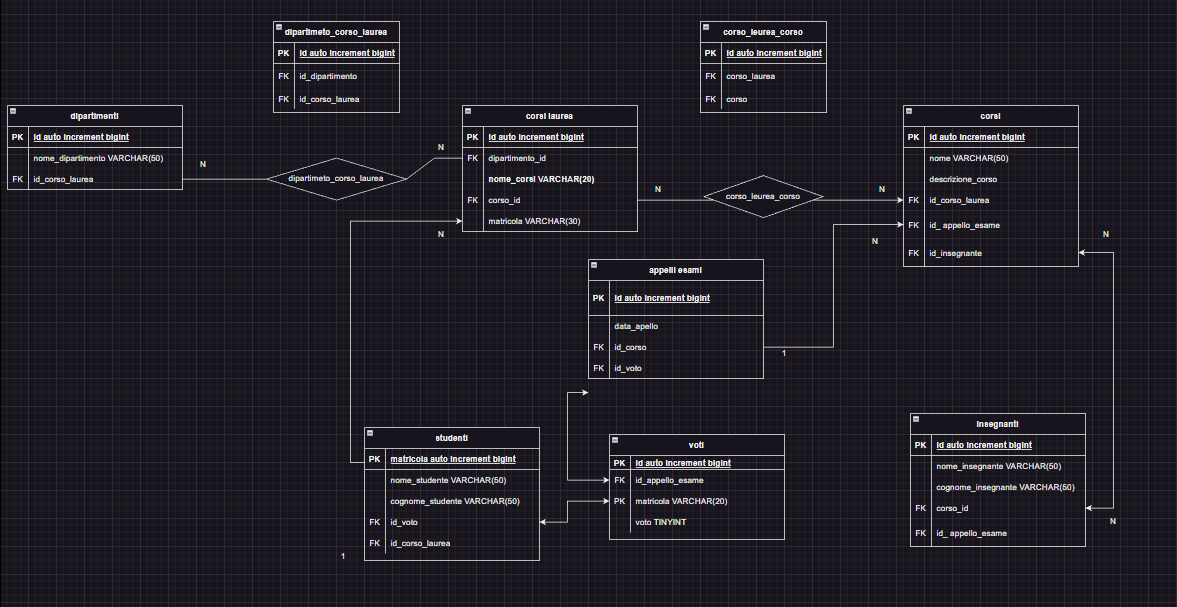 dipartimeto_corso_laurea
PK id auto increment bigint
FK id_dipartimento
FK id_corso_laurea
corso_leurea_corso
PK id auto increment bigint
FK corso_laurea
FK corso
dipartimenti
PK id auto increment bigint
nome_dipartimento VARCHAR(50)
FK id_corso_laurea
N
dipartimeto_corso_laurea
N
corsi laurea
PK id auto increment bigint
FK dipartimento_id
nome_corsi VARCHAR(20)
FK corso_id
matricola VARCHAR(30)
N
N
corso_leurea_corso
N
corsi
PK id auto increment bigint
nome VARCHAR(50)
descrizione_corso
FK id_corso_laurea
FK id_ appello_esame
FK id_insegnante
N
N
appelli esami
PK id auto increment bigint
data_apello
FK id_corso
FK id_voto
1
studenti
PK matricola auto increment bigint
nome_studente VARCHAR(50)
cognome_studente VARCHAR(50)
FK id_voto
FK id_corso_laurea
1
voti
PK id auto increment bigint
FK id_appello_esame
PK matricola VARCHAR(20)
voto TINYINT
insegnanti
PK id auto increment bigint
nome_insegnante VARCHAR(50)
cognome_insegnante VARCHAR(50)
FK corso_id
FK id_ appello_esame
N